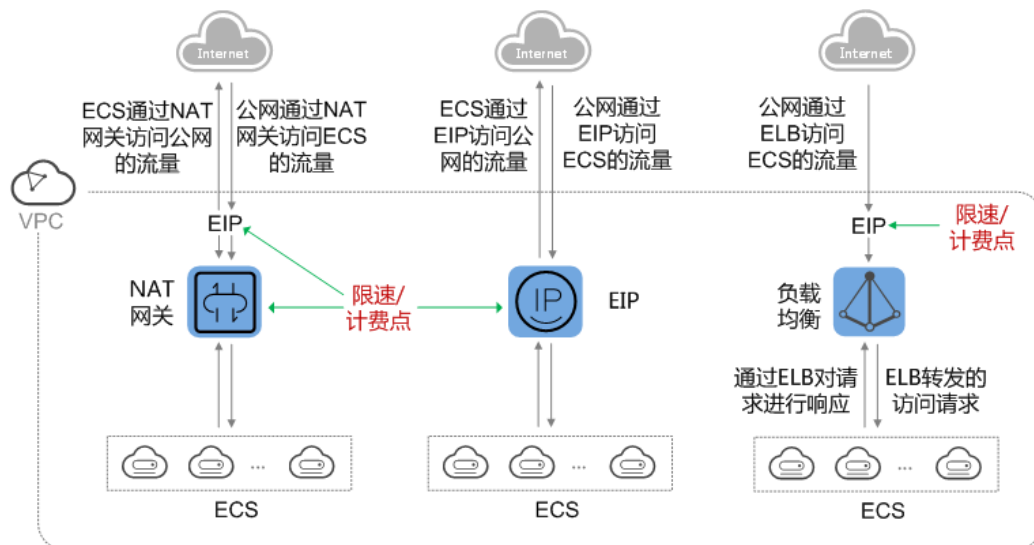 Internet
Internet
Internet
ECS通过NAT
网关访问公网
的流量
公网通过NAT
网关访问ECS
的流量
ECS通过
EIP访问公
网的流量
公网通过
EIP访问
ECS的流量
公网通过
ELB访问
ECS的流量
VPC
EIP
EIP
限速/
计费点
NAT
网关
限速/
计费点
IP
EIP
负载
均衡
通过ELB对请
求进行响应
ELB转发的
访问请求
...
...
...
ECS
ECS
ECS